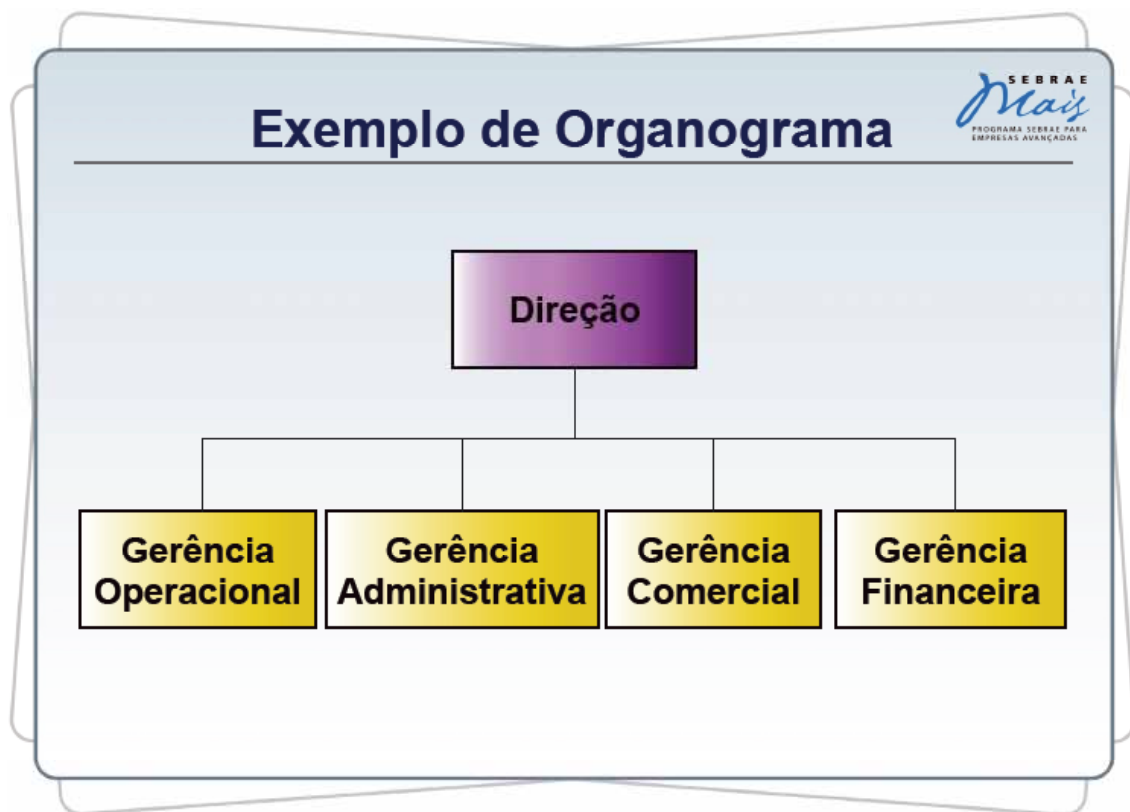 Exemplo de Organograma
SEBRAE
Mais
PROGRAMA SEBRAE PARA
EMPRESAS AVANÇADAS
Direção
Gerência
Operacional
Gerência
Administrativa
Gerência
Comercial
Gerência
Financeira